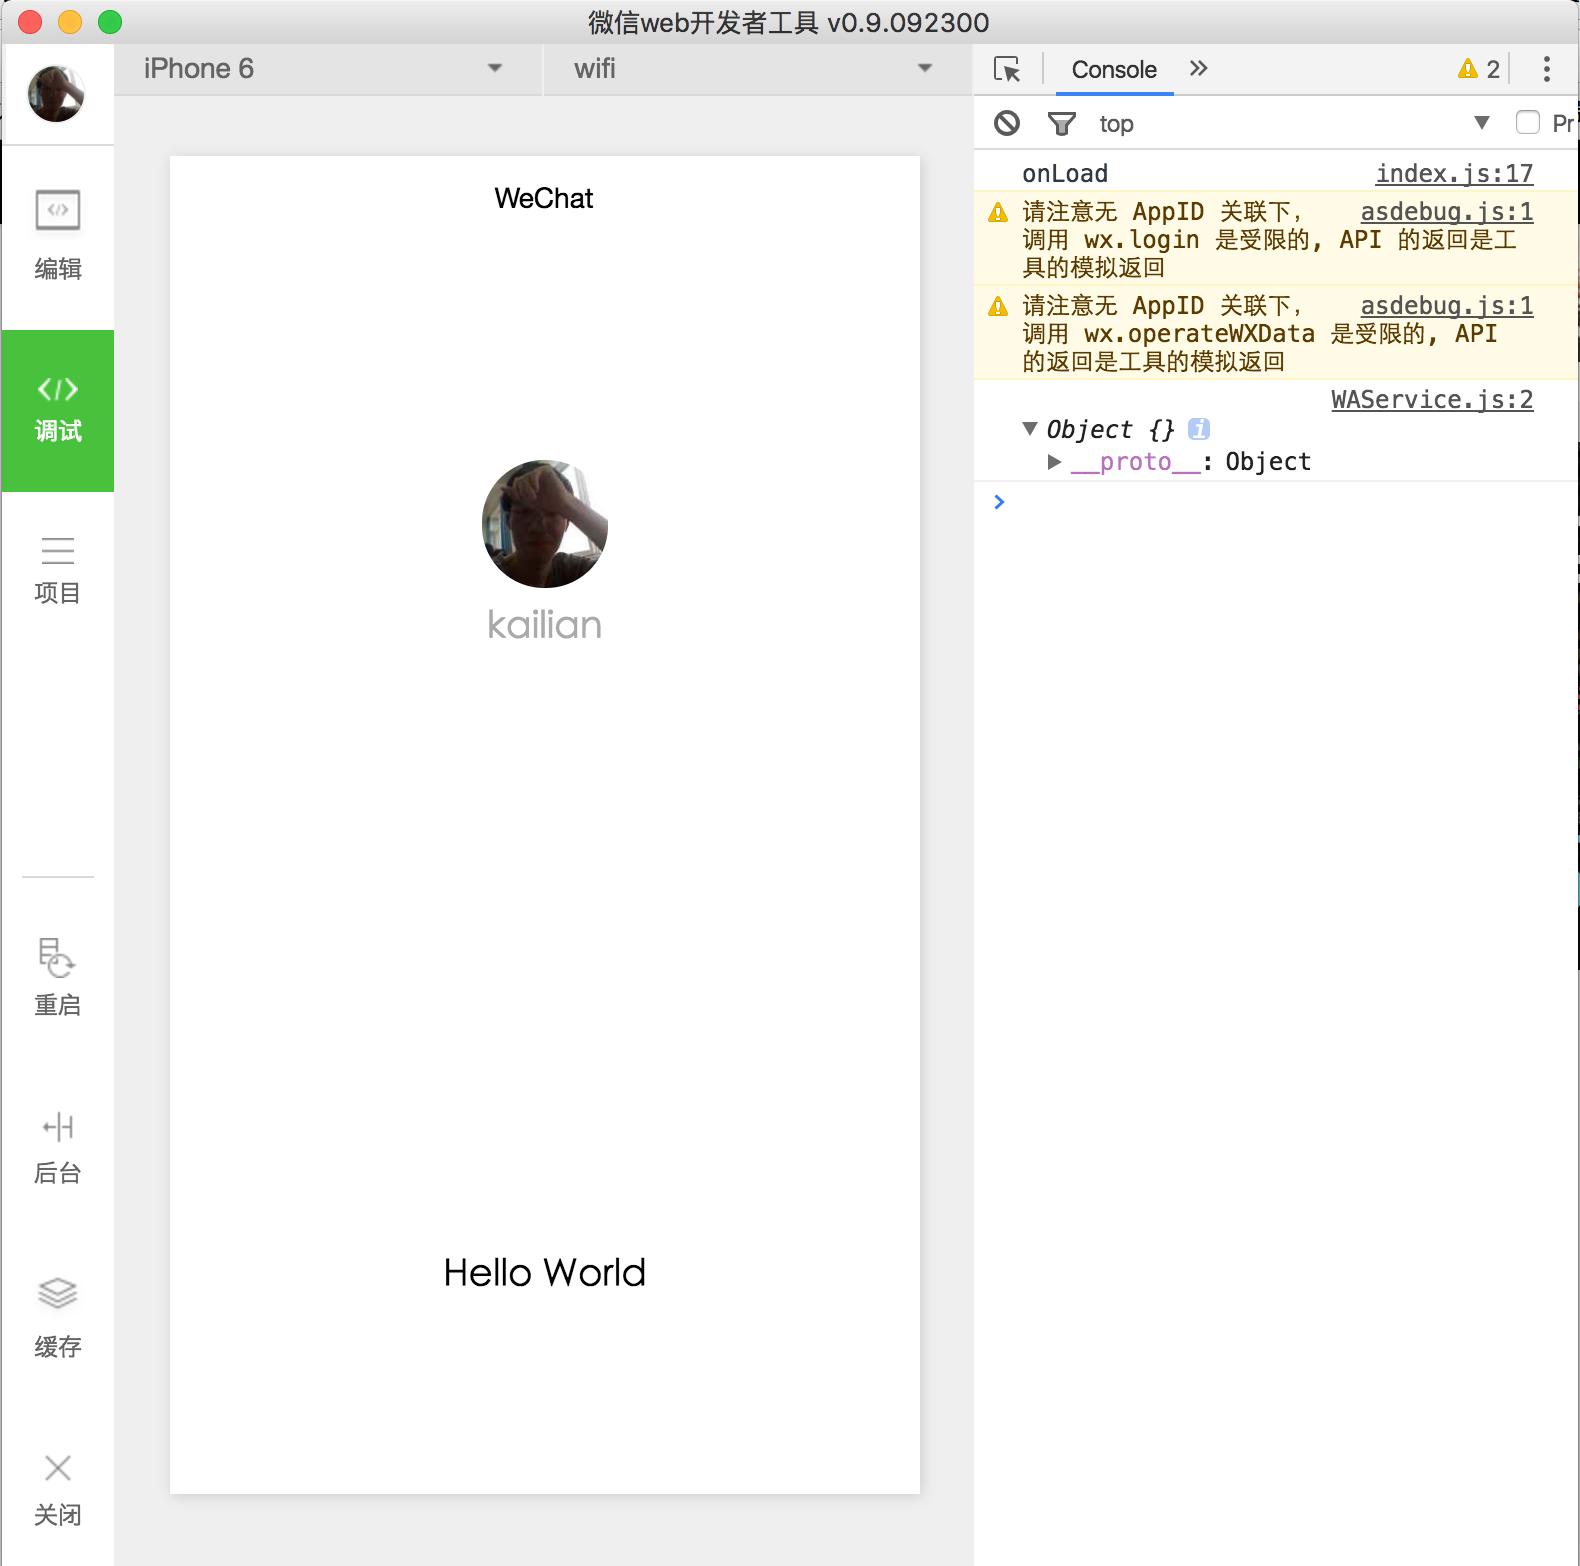 微信web开发者工具 v0.9.092300
iPhone 6
wifi
Console
2
top
Pr
编辑
调试
项目
重启
后台
缓存
关闭
WeChat
kailian
Hello World
onLoad index.js:17
请注意无 AppID 关联下， asdebug.js:1
调用 wx.login 是受限的, API 的返回是工
具的模拟返回
请注意无 AppID 关联下， asdebug.js:1
调用 wx.operateWXData 是受限的, API
的返回是工具的模拟返回
WAService.js:2
Object {}
__proto__: Object